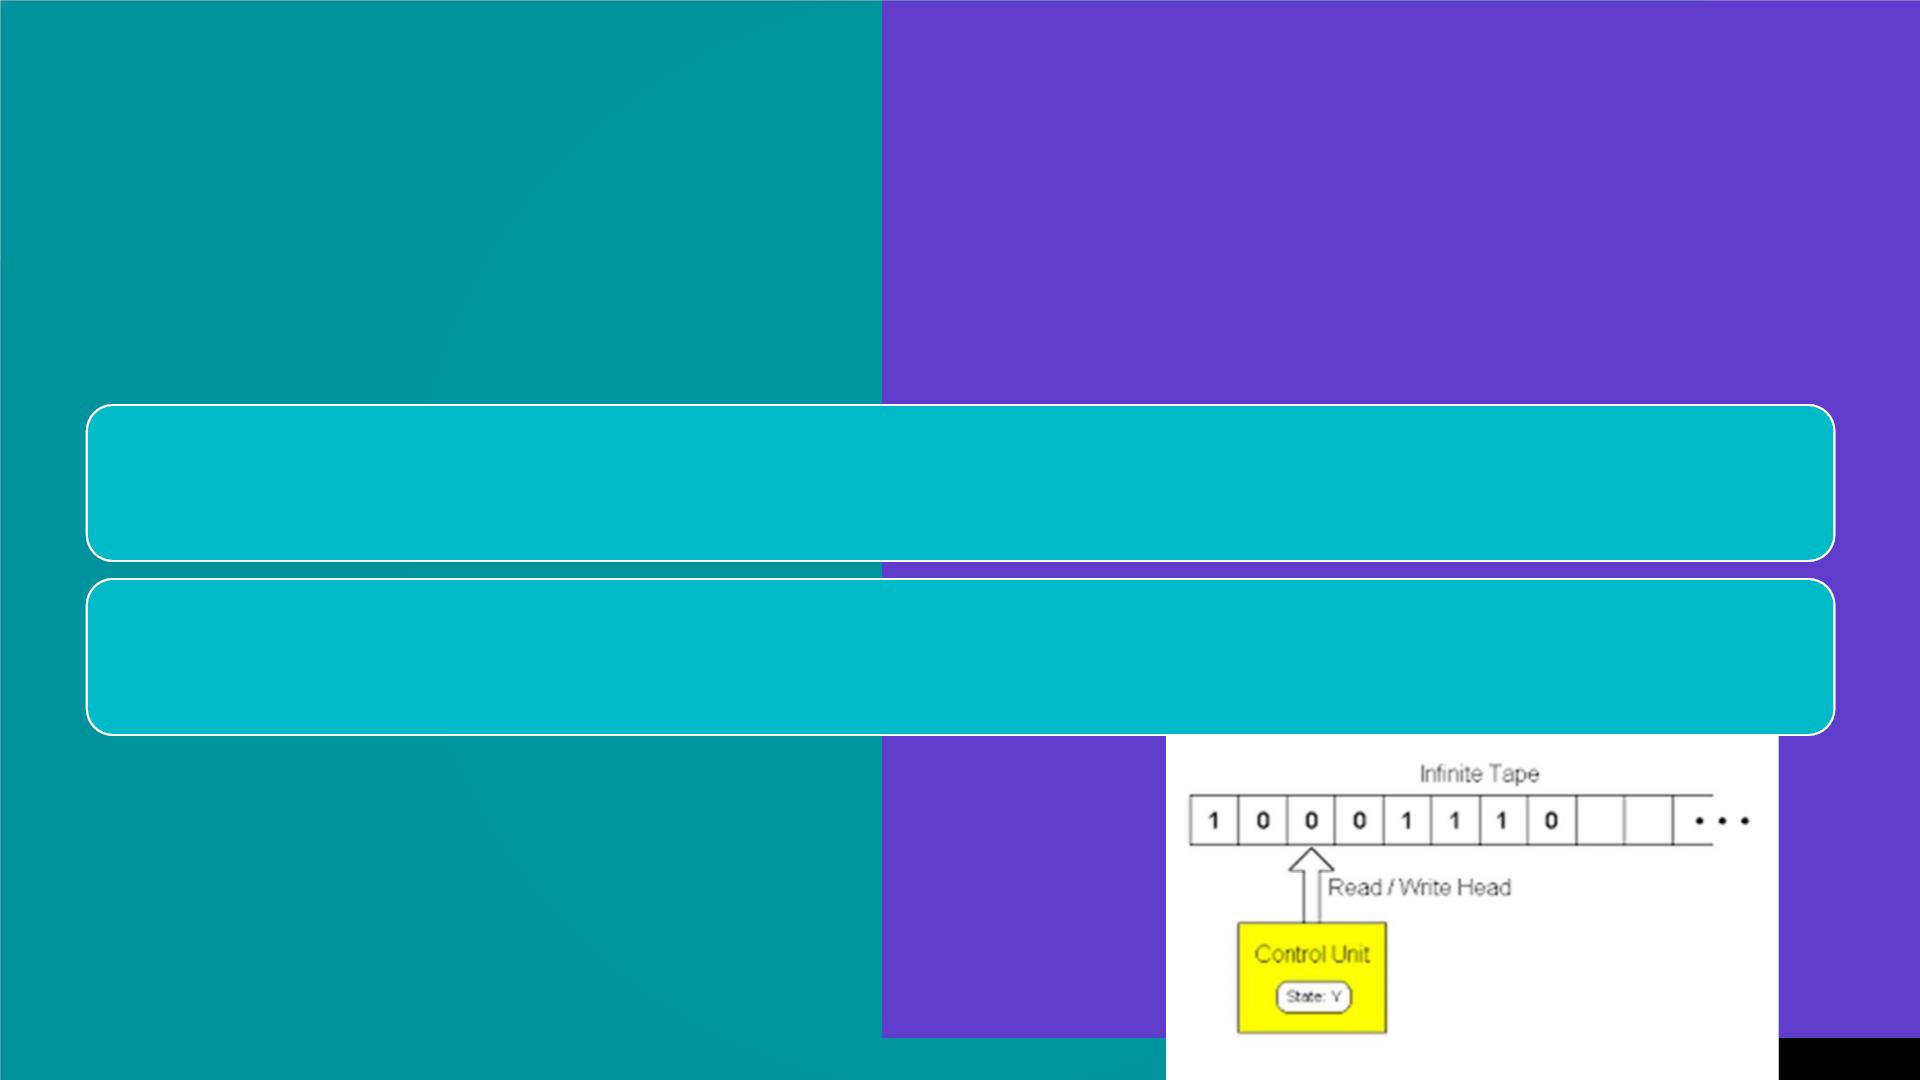 Infinite Tape
1 0 0 0 1 1 1 0 • • •
Read / Write Head
Control Unit
State: Y